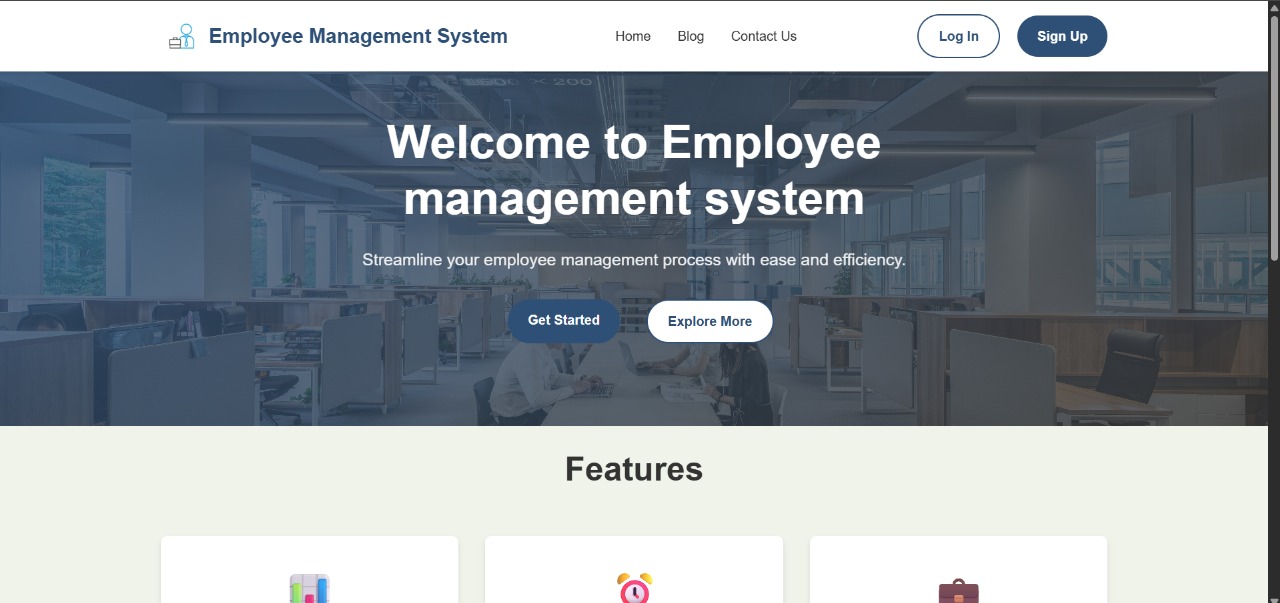 Employee Management System
Home
Blog
Contact Us
Log In
Sign Up
Welcome to Employee
management system
Streamline your employee management process with ease and efficiency.
Get Started
Explore More
Features